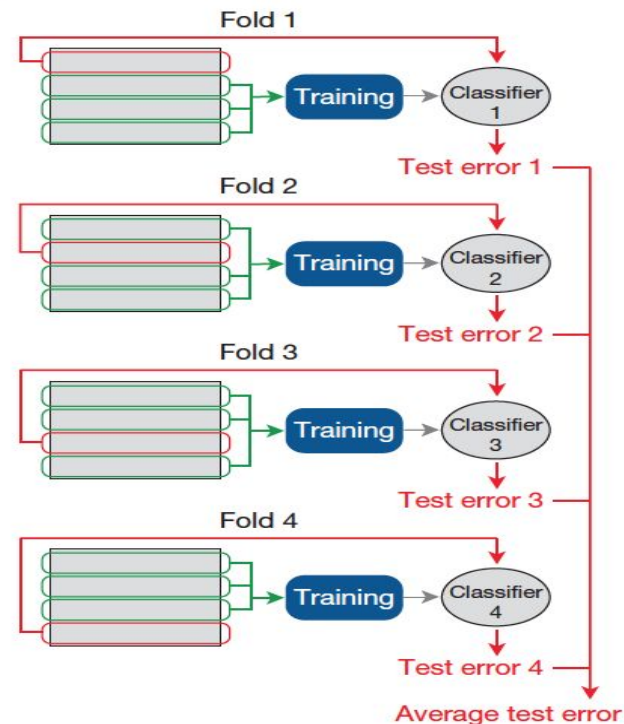 Fold 1
Training
Classifier
1
Test error 1
Fold 2
Training
Classifier
2
Test error 2
Fold 3
Training
Classifier
3
Test error 3
Fold 4
Training
Classifier
4
Test error 4
Average test error